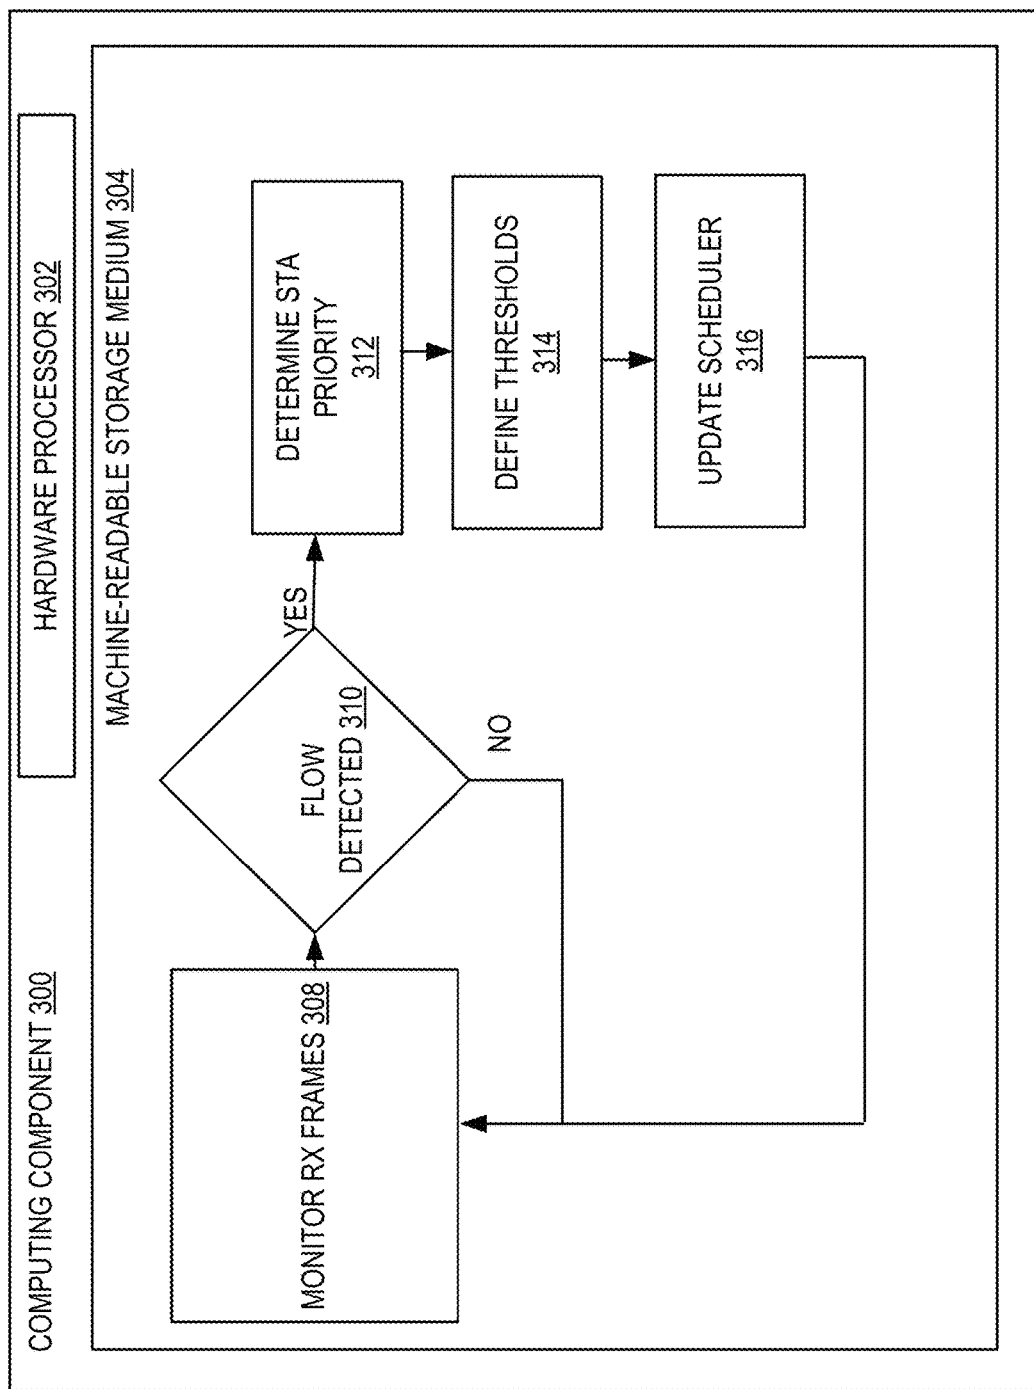 COMPUTING COMPONENT 300
HARDWARE PROCESSOR 302
MACHINE-READABLE STORAGE MEDIUM 304
MONITOR RX FRAMES 308
FLOW
DETECTED 310
YES
NO
DETERMINE STA
PRIORITY
312
DEFINE THRESHOLDS
314
UPDATE SCHEDULER
316